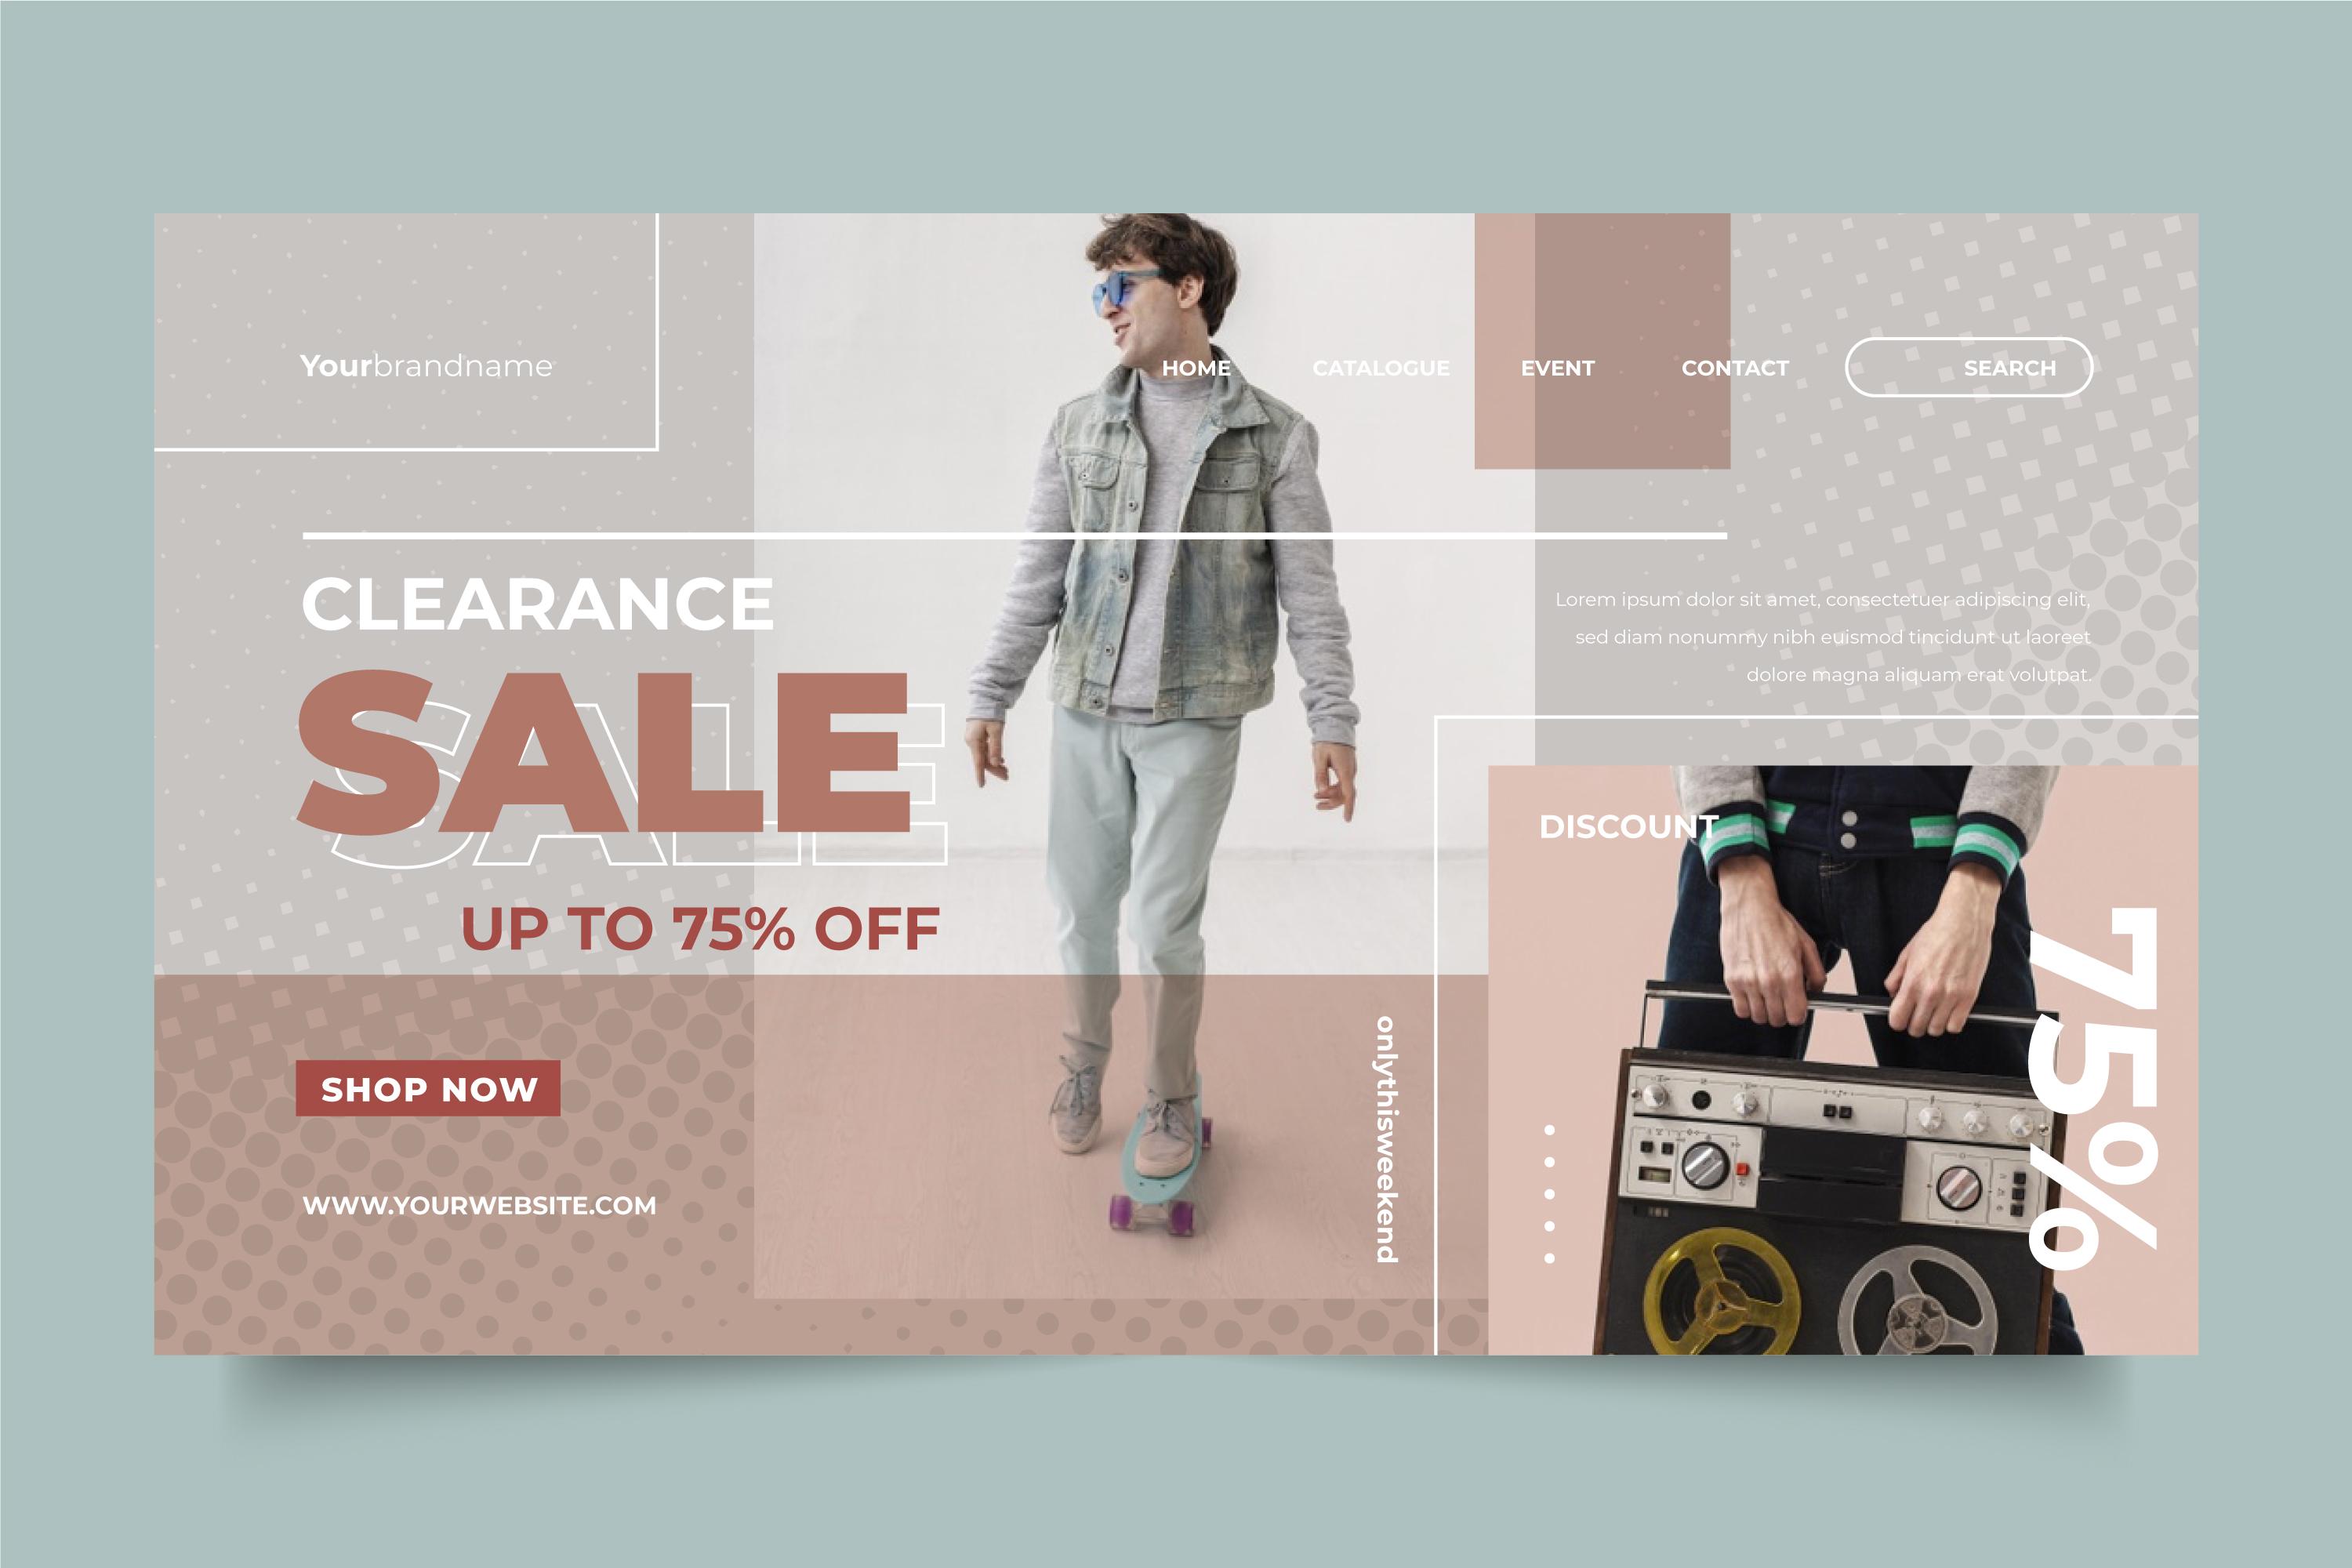 Yourbrandname
HOME
CATALOGUE
EVENT
CONTACT
SEARCH
CLEARANCE
SALE
SALE
UP TO 75% OFF
Lorem ipsum dolor sit amet, consectetuer adipiscing elit,
sed diam nonummy nibh euismod tincidunt ut laoreet
dolore magna aliquam erat volutpat.
SHOP NOW
WWW.YOURWEBSITE.COM
onlythisweekend
DISCOUNT
75%